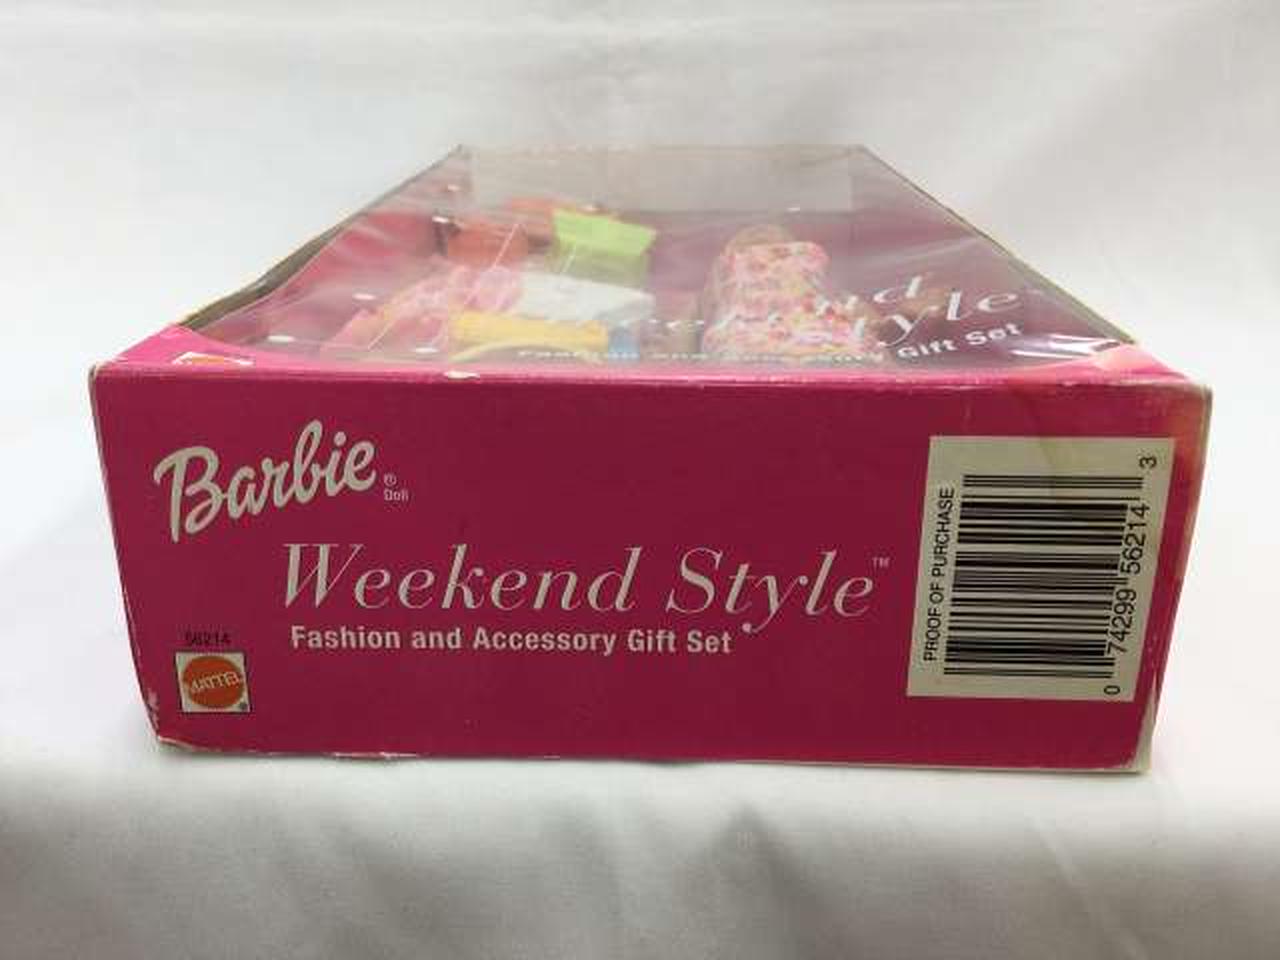 Style
Gift Set
Barbie
®
Doll
Weekend Style™
Fashion and Accessory Gift Set
56214
MATTEL
®
PROOF OF PURCHASE
0 74299 56214 3